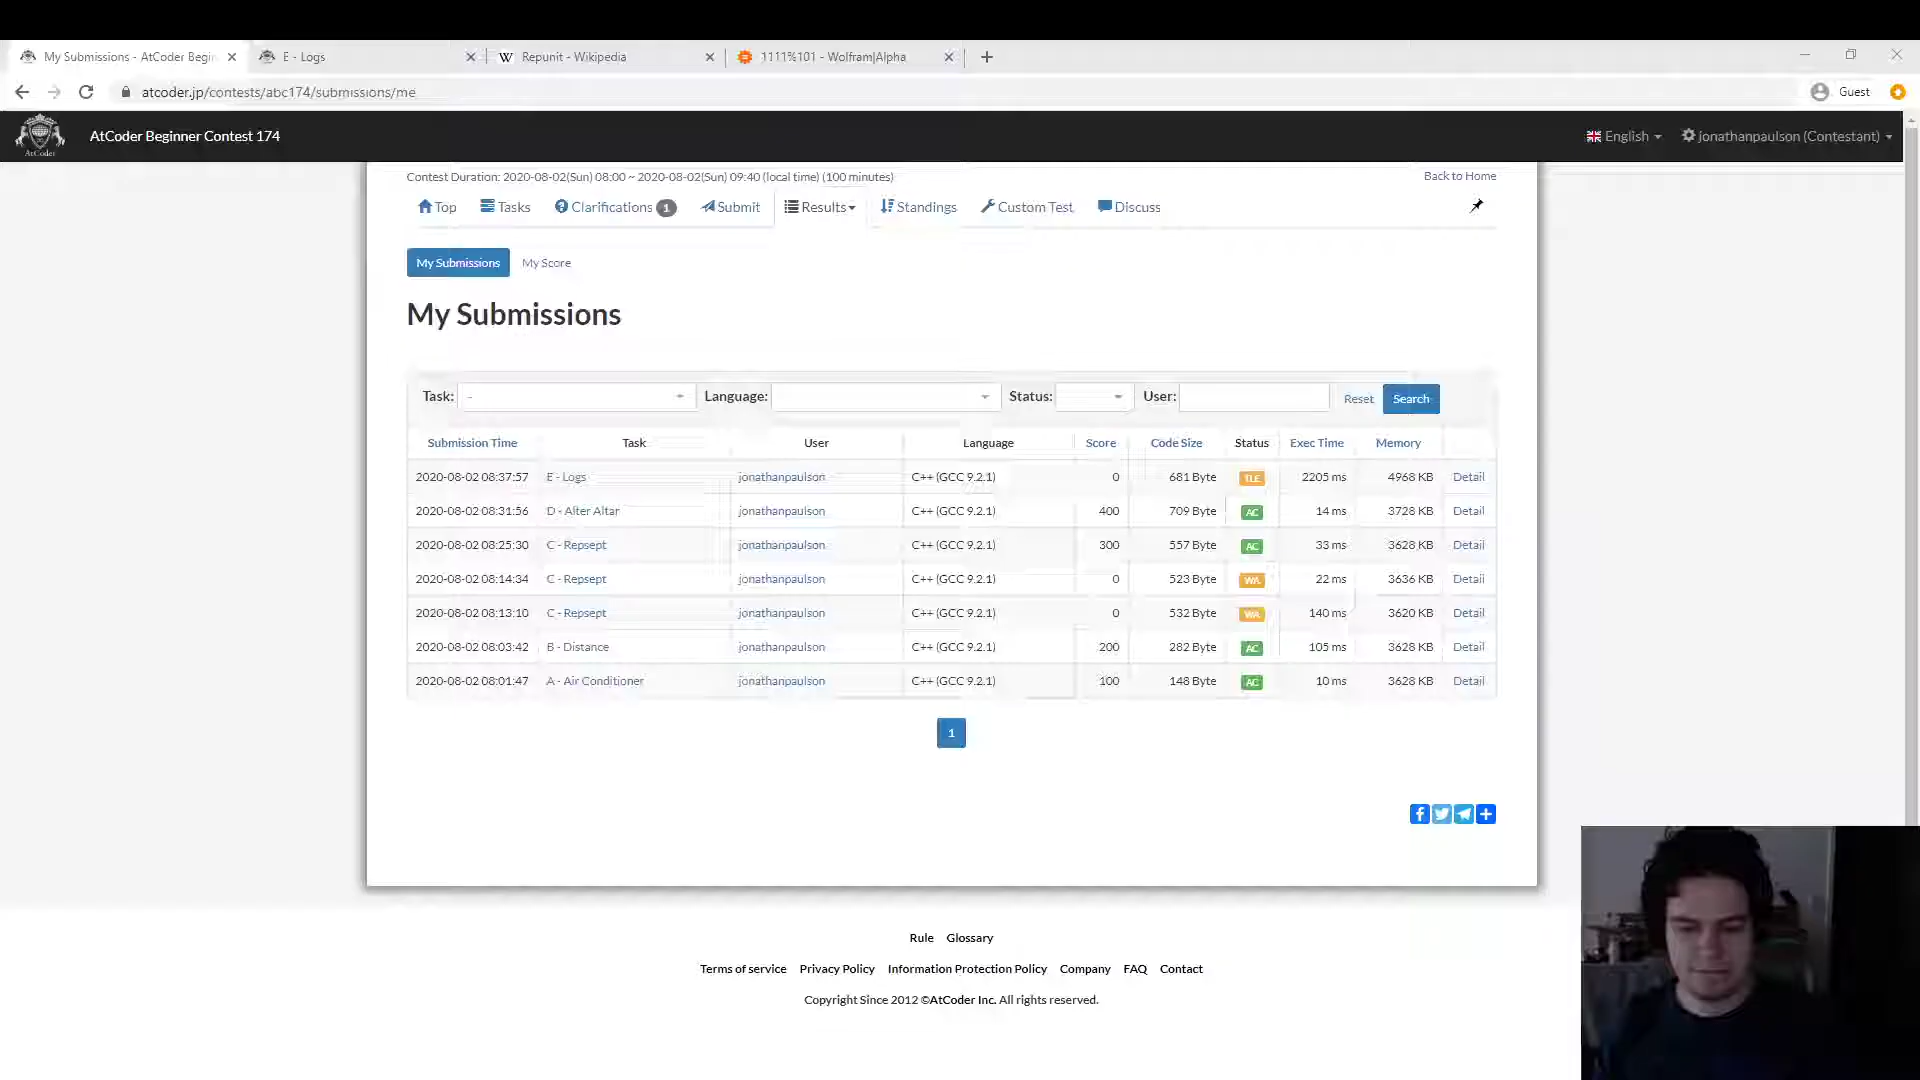 My Submissions - AtCoder Begin
E - Logs
Repunit - Wikipedia
1111%101 - Wolfram|Alpha
atcoder.jp/contests/abc174/submissions/me
Guest
AtCoder
AtCoder Beginner Contest 174
English
jonathanpaulson (Contestant)
Contest Duration: 2020-08-02(Sun) 08:00 ~ 2020-08-02(Sun) 09:40 (local time) (100 minutes)
Back to Home
Top
Tasks
Clarifications 1
Submit
Results
Standings
Custom Test
Discuss
My Submissions
My Score
My Submissions
Task: -
Language:
Status:
User:
Reset
Search
Submission Time Task User Language Score Code Size Status Exec Time Memory
2020-08-02 08:37:57 E - Logs jonathanpaulson C++ (GCC 9.2.1) 0 681 Byte TLE 2205 ms 4968 KB Detail
2020-08-02 08:31:56 D - Alter Altar jonathanpaulson C++ (GCC 9.2.1) 400 709 Byte AC 14 ms 3728 KB Detail
2020-08-02 08:25:30 C - Repsept jonathanpaulson C++ (GCC 9.2.1) 300 557 Byte AC 33 ms 3628 KB Detail
2020-08-02 08:14:34 C - Repsept jonathanpaulson C++ (GCC 9.2.1) 0 523 Byte WA 22 ms 3636 KB Detail
2020-08-02 08:13:10 C - Repsept jonathanpaulson C++ (GCC 9.2.1) 0 532 Byte WA 140 ms 3620 KB Detail
2020-08-02 08:03:42 B - Distance jonathanpaulson C++ (GCC 9.2.1) 200 282 Byte AC 105 ms 3628 KB Detail
2020-08-02 08:01:47 A - Air Conditioner jonathanpaulson C++ (GCC 9.2.1) 100 148 Byte AC 10 ms 3628 KB Detail
1
Rule Glossary
Terms of service Privacy Policy Information Protection Policy Company FAQ Contact
Copyright Since 2012 ©AtCoder Inc. All rights reserved.